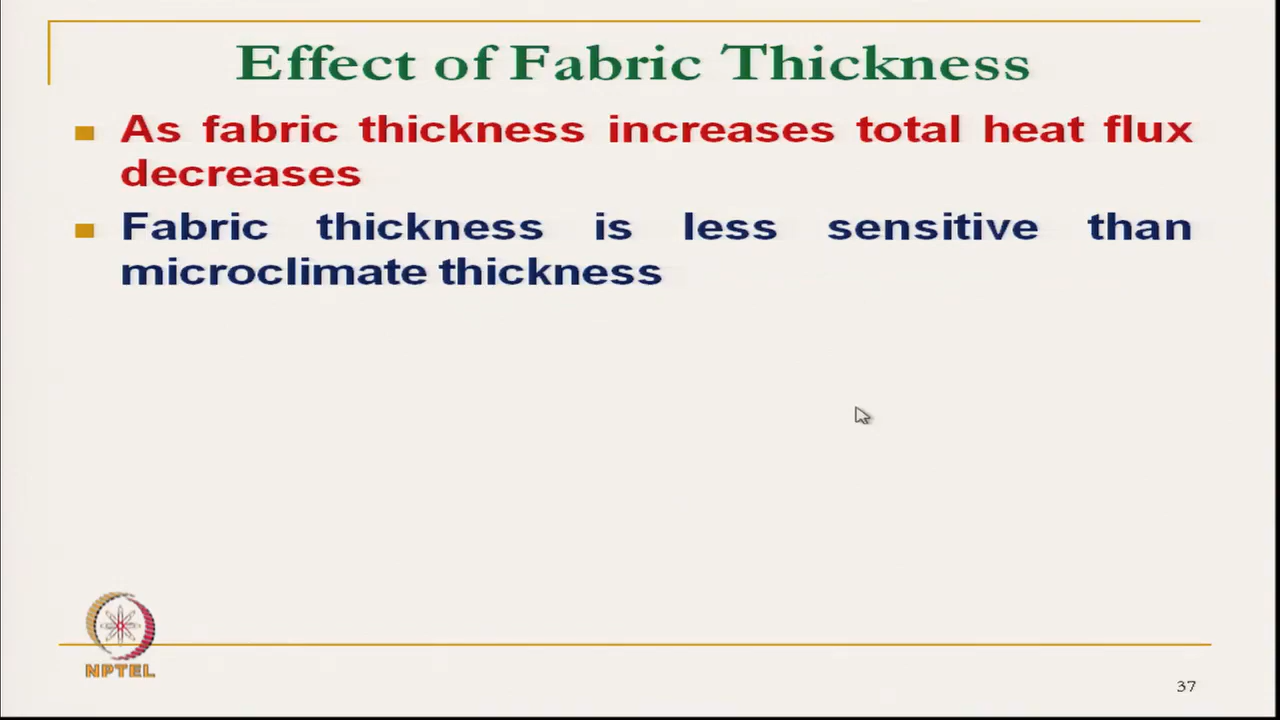 Effect of Fabric Thickness
As fabric thickness increases total heat flux
decreases
Fabric thickness is less sensitive than
microclimate thickness
NPTEL
37